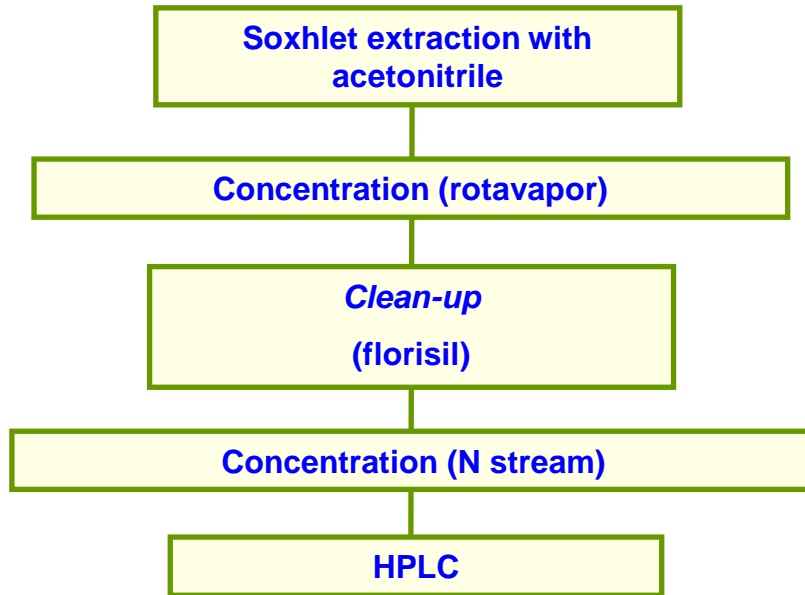 Soxhlet extraction with
acetonitrile
Concentration (rotavapor)
Clean-up
(florisil)
Concentration (N stream)
HPLC